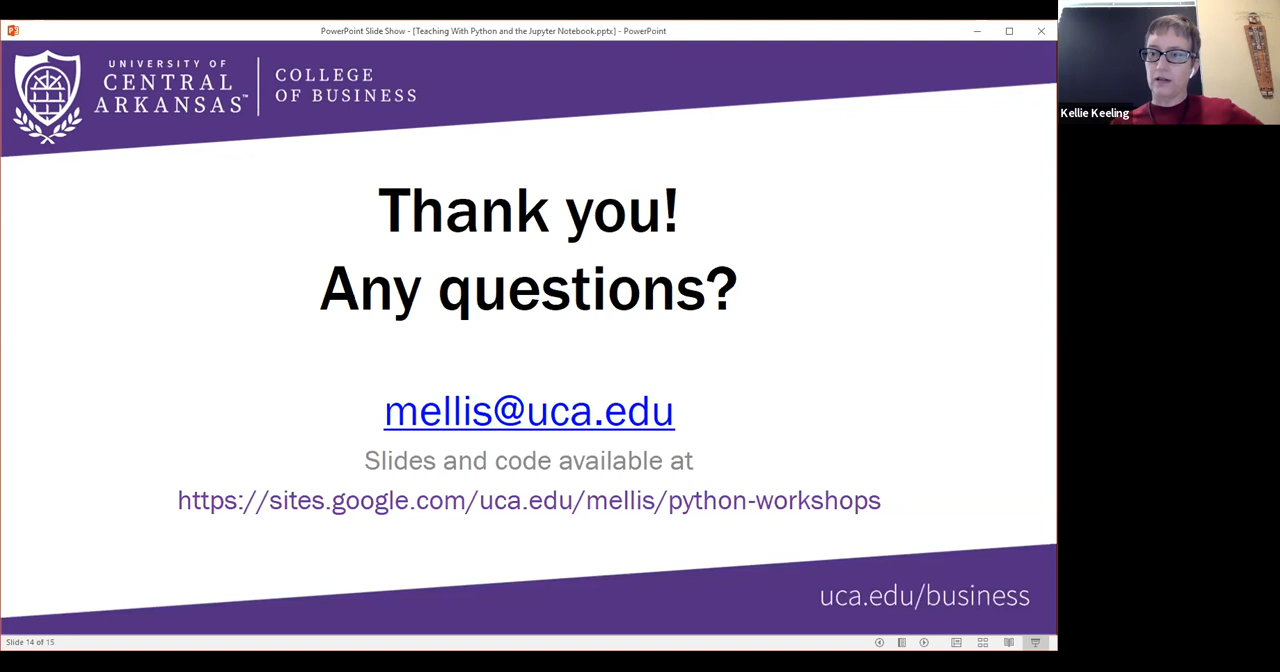 PowerPoint Slide Show - [Teaching With Python and the Jupyter Notebook.pptx] - PowerPoint
UNIVERSITY OF
CENTRAL
ARKANSAS™
COLLEGE
OF BUSINESS
Kellie Keeling
Thank you!
Any questions?
mellis@uca.edu
Slides and code available at
https://sites.google.com/uca.edu/mellis/python-workshops
uca.edu/business
Slide 14 of 15